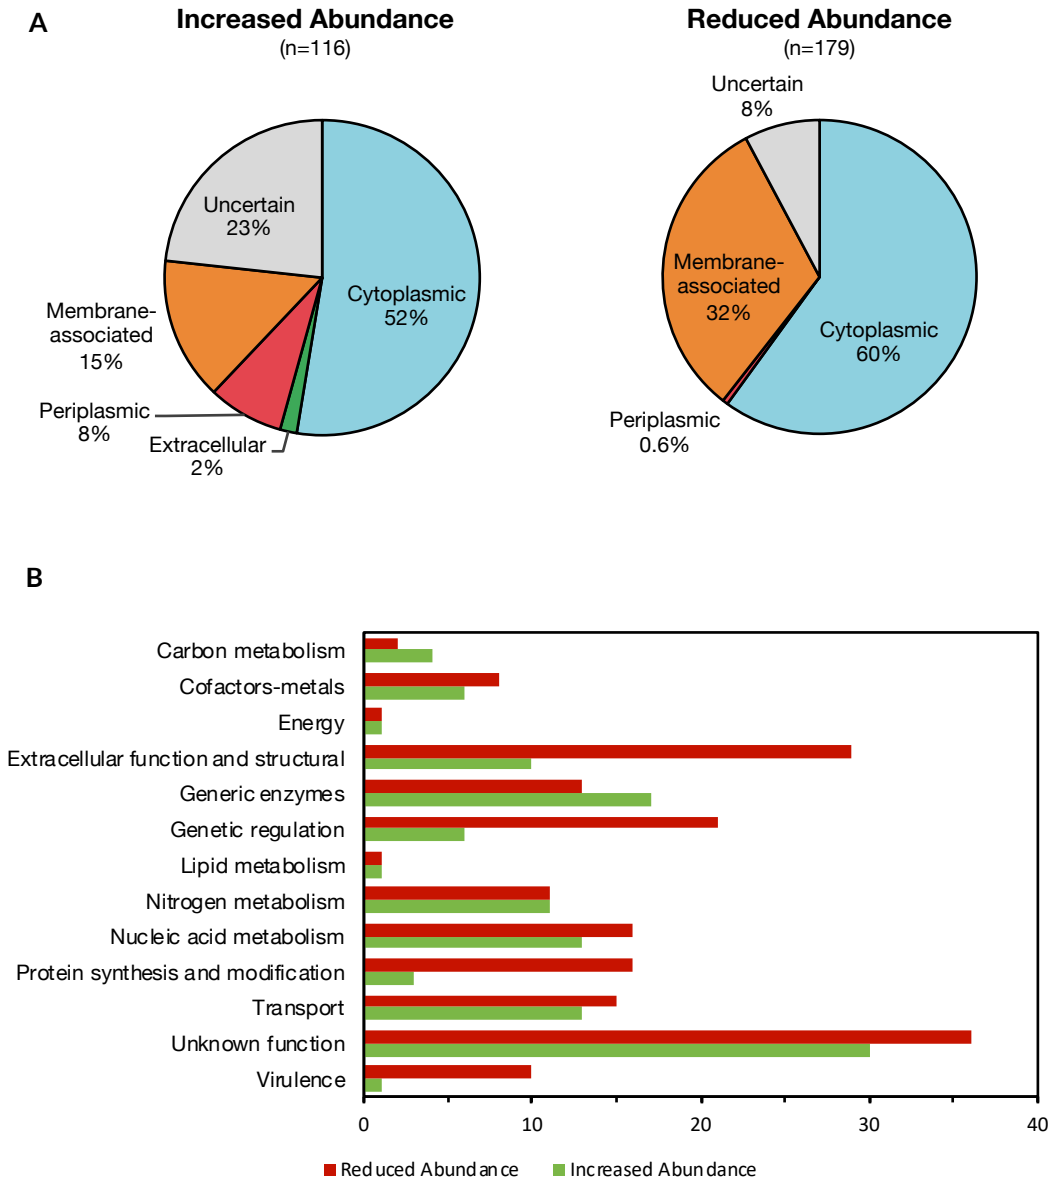 A
Increased Abundance
(n=116)
Reduced Abundance
(n=179)
Uncertain
23%
Cytoplasmic
52%
Membrane-
associated
15%
Periplasmic
8%
Extracellular
2%
Uncertain
8%
Membrane-
associated
32%
Cytoplasmic
60%
Periplasmic
0.6%
B
Carbon metabolism
Cofactors-metals
Energy
Extracellular function and structural
Generic enzymes
Genetic regulation
Lipid metabolism
Nitrogen metabolism
Nucleic acid metabolism
Protein synthesis and modification
Transport
Unknown function
Virulence
0 10 20 30 40
Reduced Abundance Increased Abundance